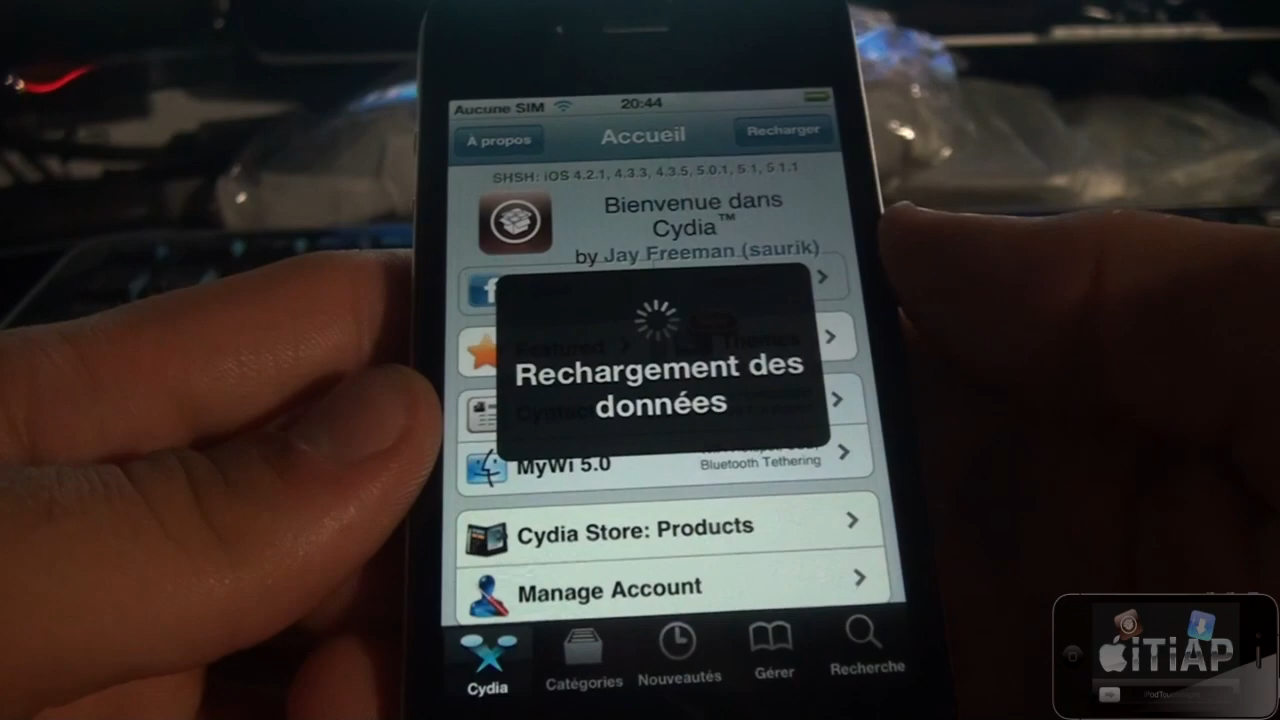 Aucune SIM
20:44
À propos
Accueil
Recharger
SHSH: iOS 4.2.1, 4.3.3, 4.3.5, 5.0.1, 5.1, 5.1.1
Bienvenue dans
Cydia™
by Jay Freeman (saurik)
Featured
Themes
Rechargement des
données
MyWi 5.0
Bluetooth Tethering
Cydia Store: Products
Manage Account
Cydia
Catégories
Nouveautés
Gérer
Recherche
iTiAP